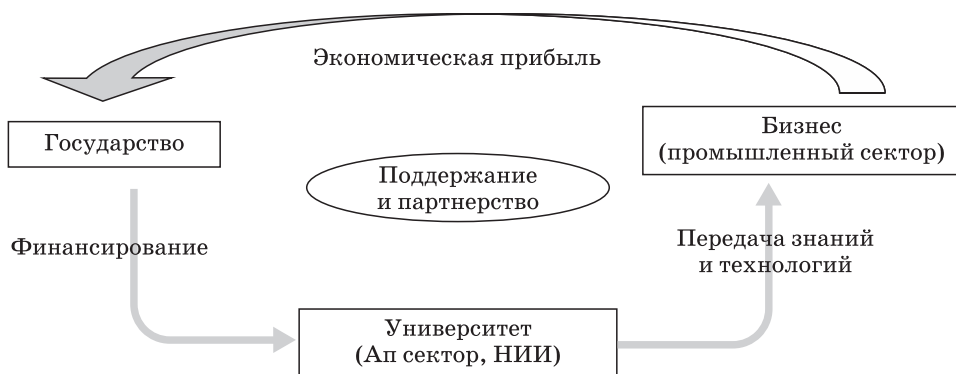 Экономическая прибыль
Государство
Бизнес
(промышленный сектор)
Поддержание
и партнерство
Финансирование
Передача знаний
и технологий
Университет
(Ап сектор, НИИ)